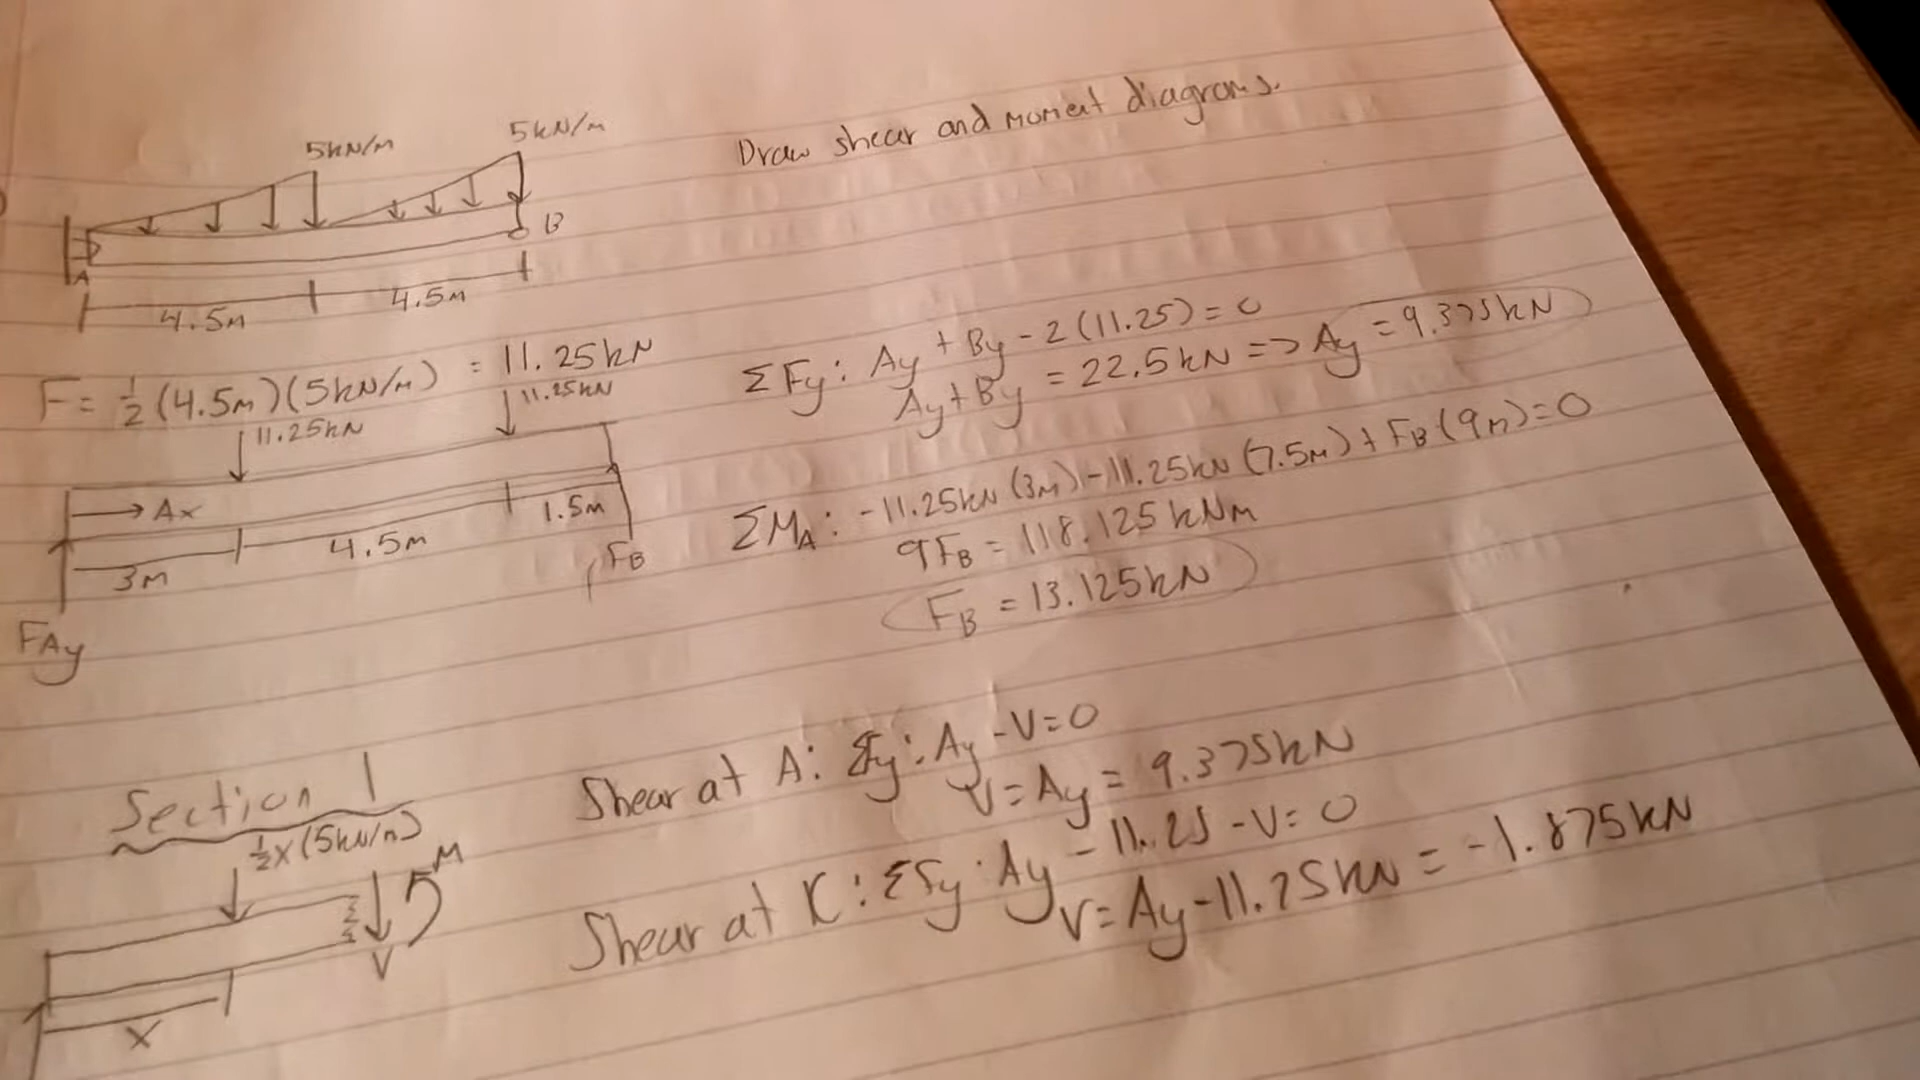 Draw shear and moment diagrams.
5kN/m
5kN/m
A
B
4.5m
4.5m
F = 1/2 (4.5m)(5kN/m) = 11.25kN
11.25kN
11.25kN
→ Ax
3m
4.5m
1.5m
FAy
FB
ΣFy: Ay + By - 2(11.25) = 0
Ay + By = 22.5kN => Ay = 9.375kN
ΣMA: -11.25kN (3m) - 11.25kN (7.5m) + FB (9m) = 0
9FB = 118.125 kNm
FB = 13.125kN
Section 1
1/2 x (5kN/m)
M
V
x
Shear at A: ΣFy: Ay - V = 0
V = Ay = 9.375kN
Shear at K: ΣFy: Ay - 11.25 - V = 0
V = Ay - 11.25kN = -1.875kN